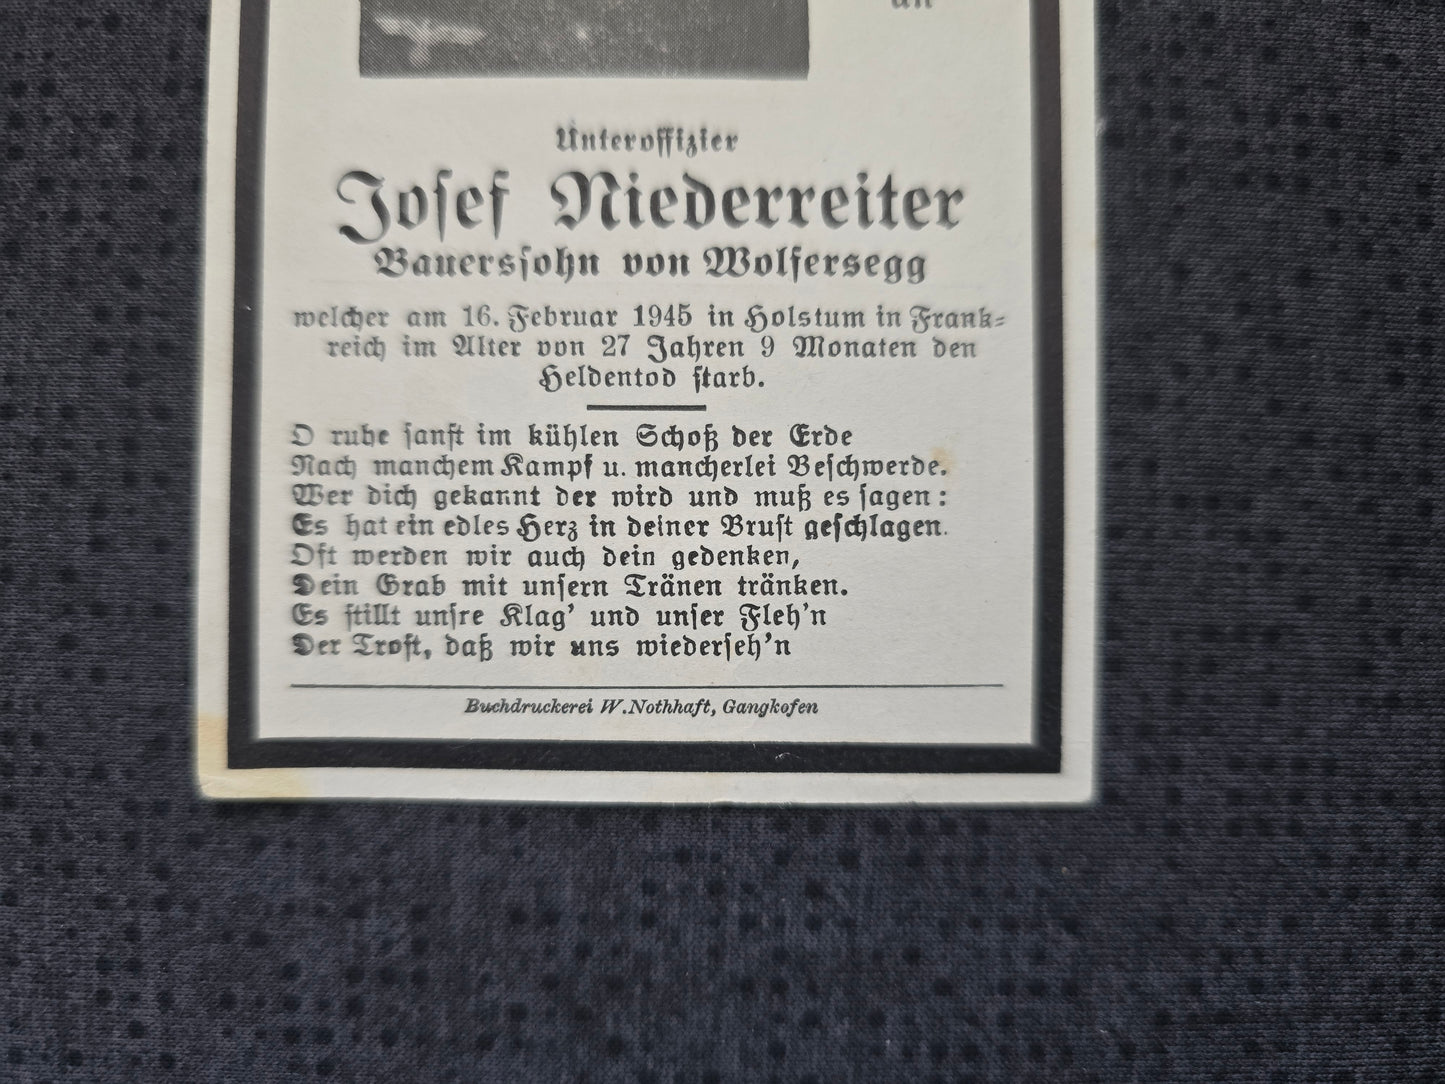 an
Unteroffizier
Josef Niederreiter
Bauerssohn von Wolfersegg
welcher am 16. Februar 1945 in Holstum in Frank-
reich im Alter von 27 Jahren 9 Monaten den
Heldentod starb.
O ruhe sanft im kühlen Schoß der Erde
Nach manchem Kampf u. mancherlei Beschwerde.
Wer dich gekannt der wird und muß es sagen:
Es hat ein edles Herz in deiner Brust geschlagen.
Oft werden wir auch dein gedenken,
Dein Grab mit unsern Tränen tränken.
Es stillt unsre Klag' und unser Fleh'n
Der Trost, daß wir uns wiederseh'n
Buchdruckerei W. Nothhaft, Gangkofen